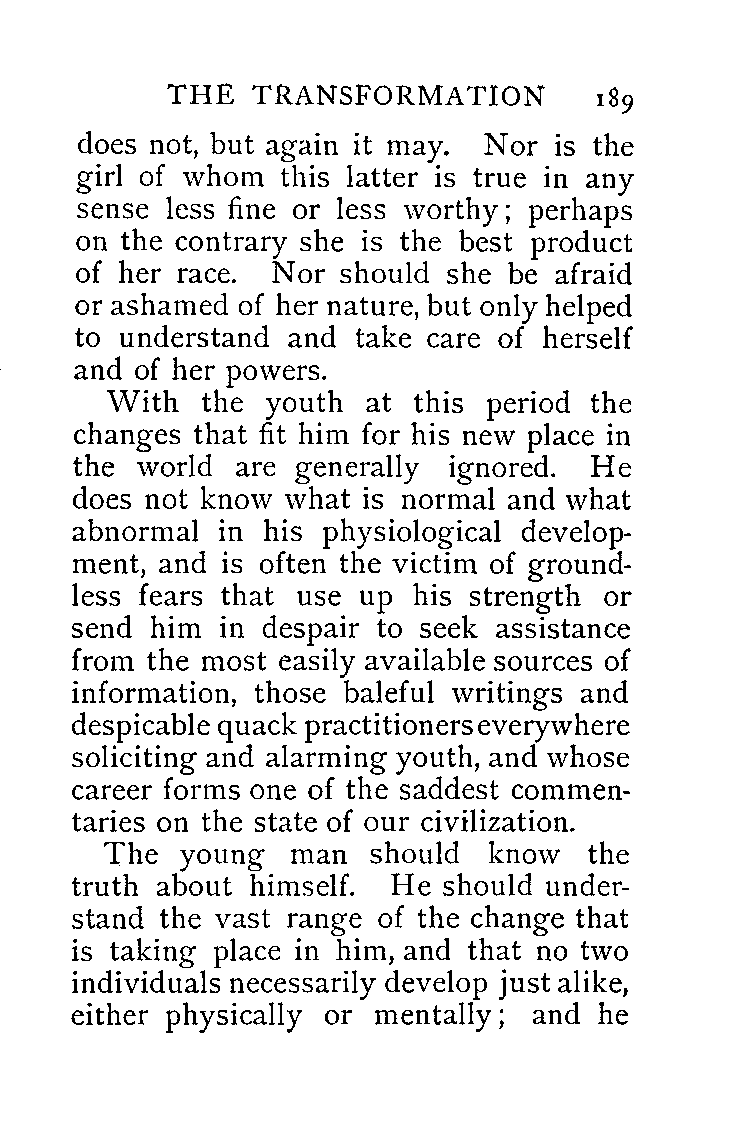 THE TRANSFORMATION 189
does not, but again it may. Nor is the
girl of whom this latter is true in any
sense less fine or less worthy; perhaps
on the contrary she is the best product
of her race. Nor should she be afraid
or ashamed of her nature, but only helped
to understand and take care of herself
and of her powers.
With the youth at this period the
changes that fit him for his new place in
the world are generally ignored. He
does not know what is normal and what
abnormal in his physiological develop-
ment, and is often the victim of ground-
less fears that use up his strength or
send him in despair to seek assistance
from the most easily available sources of
information, those baleful writings and
despicable quack practitioners everywhere
soliciting and alarming youth, and whose
career forms one of the saddest commen-
taries on the state of our civilization.
The young man should know the
truth about himself. He should under-
stand the vast range of the change that
is taking place in him, and that no two
individuals necessarily develop just alike,
either physically or mentally; and he